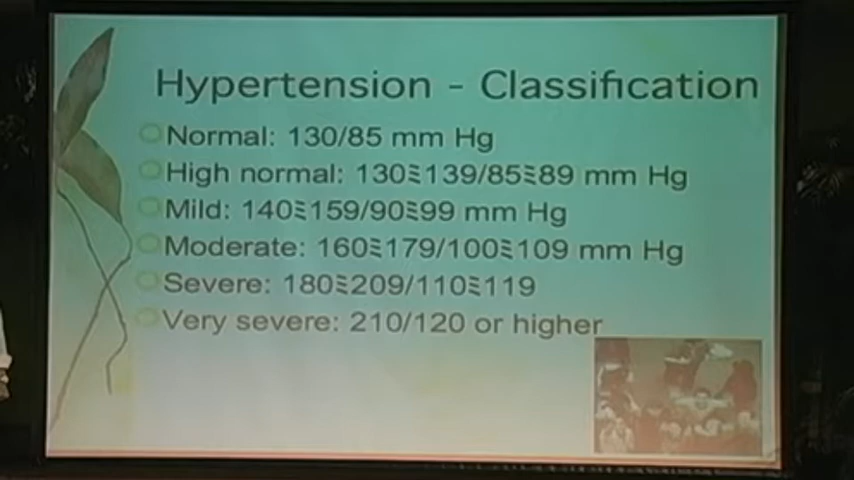 Hypertension - Classification
Normal: 130/85 mm Hg
High normal: 130⋮139/85⋮89 mm Hg
Mild: 140⋮159/90⋮99 mm Hg
Moderate: 160⋮179/100⋮109 mm Hg
Severe: 180⋮209/110⋮119
Very severe: 210/120 or higher